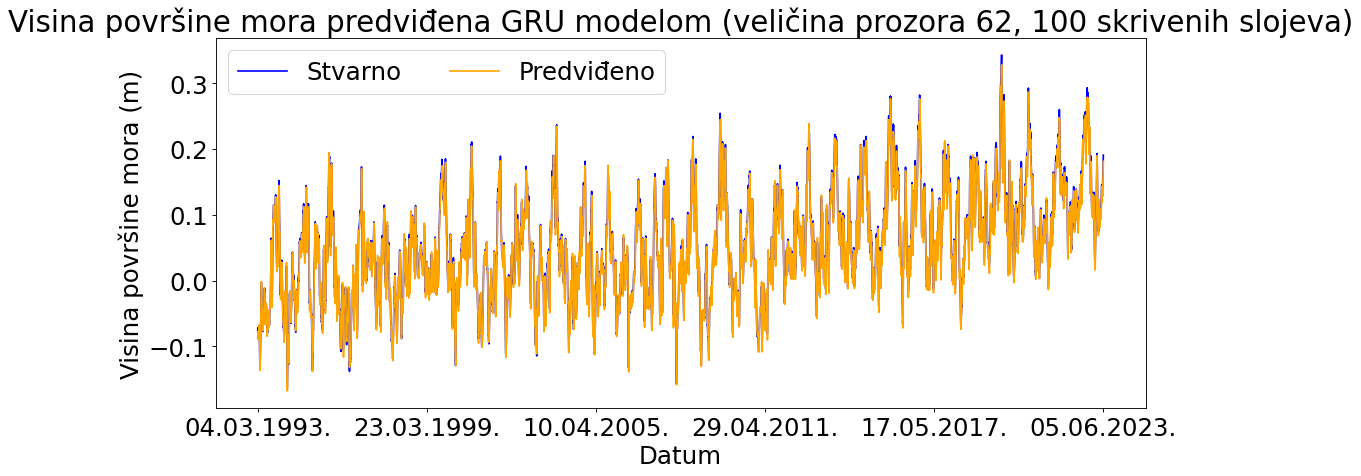 Visina površine mora predviđena GRU modelom (veličina prozora 62, 100 skrivenih slojeva)
Stvarno Predviđeno
Visina površine mora (m)
0.3
0.2
0.1
0.0
−0.1
04.03.1993. 23.03.1999. 10.04.2005. 29.04.2011. 17.05.2017. 05.06.2023.
Datum